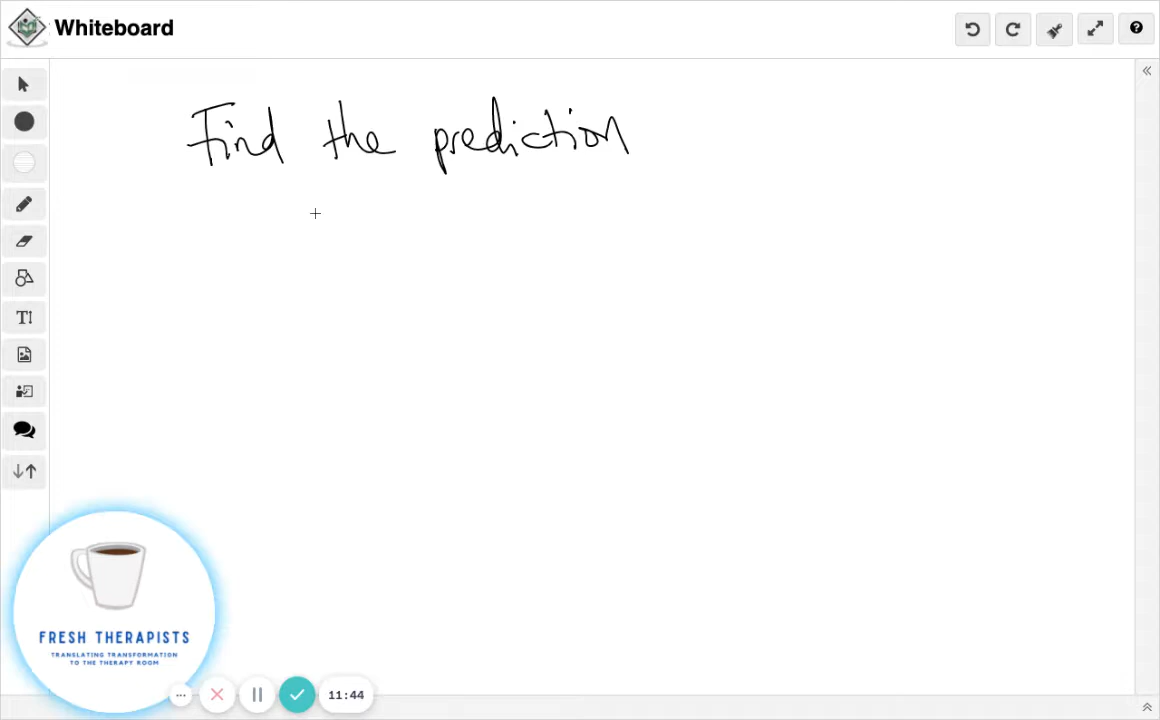 Whiteboard
Find the prediction
FRESH THERAPISTS
TRANSLATING TRANSFORMATION
TO THE THERAPY ROOM
11:44